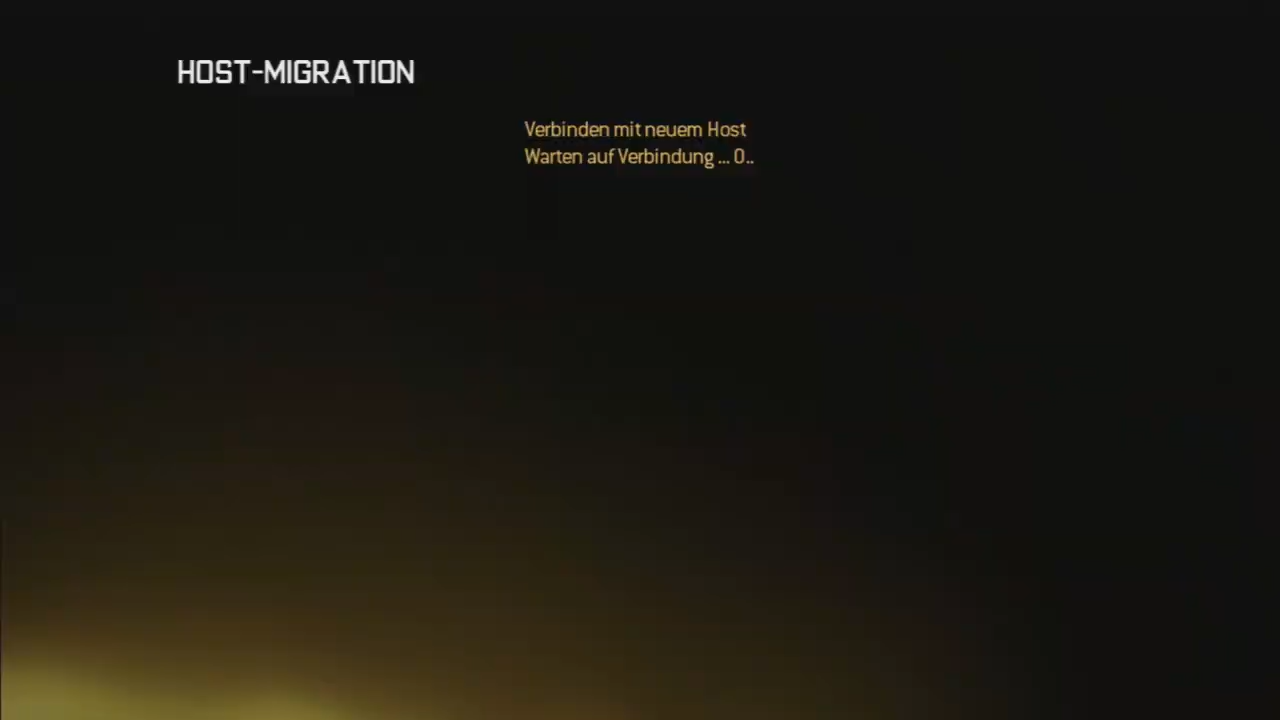 HOST-MIGRATION
Verbinden mit neuem Host
Warten auf Verbindung ... 0..